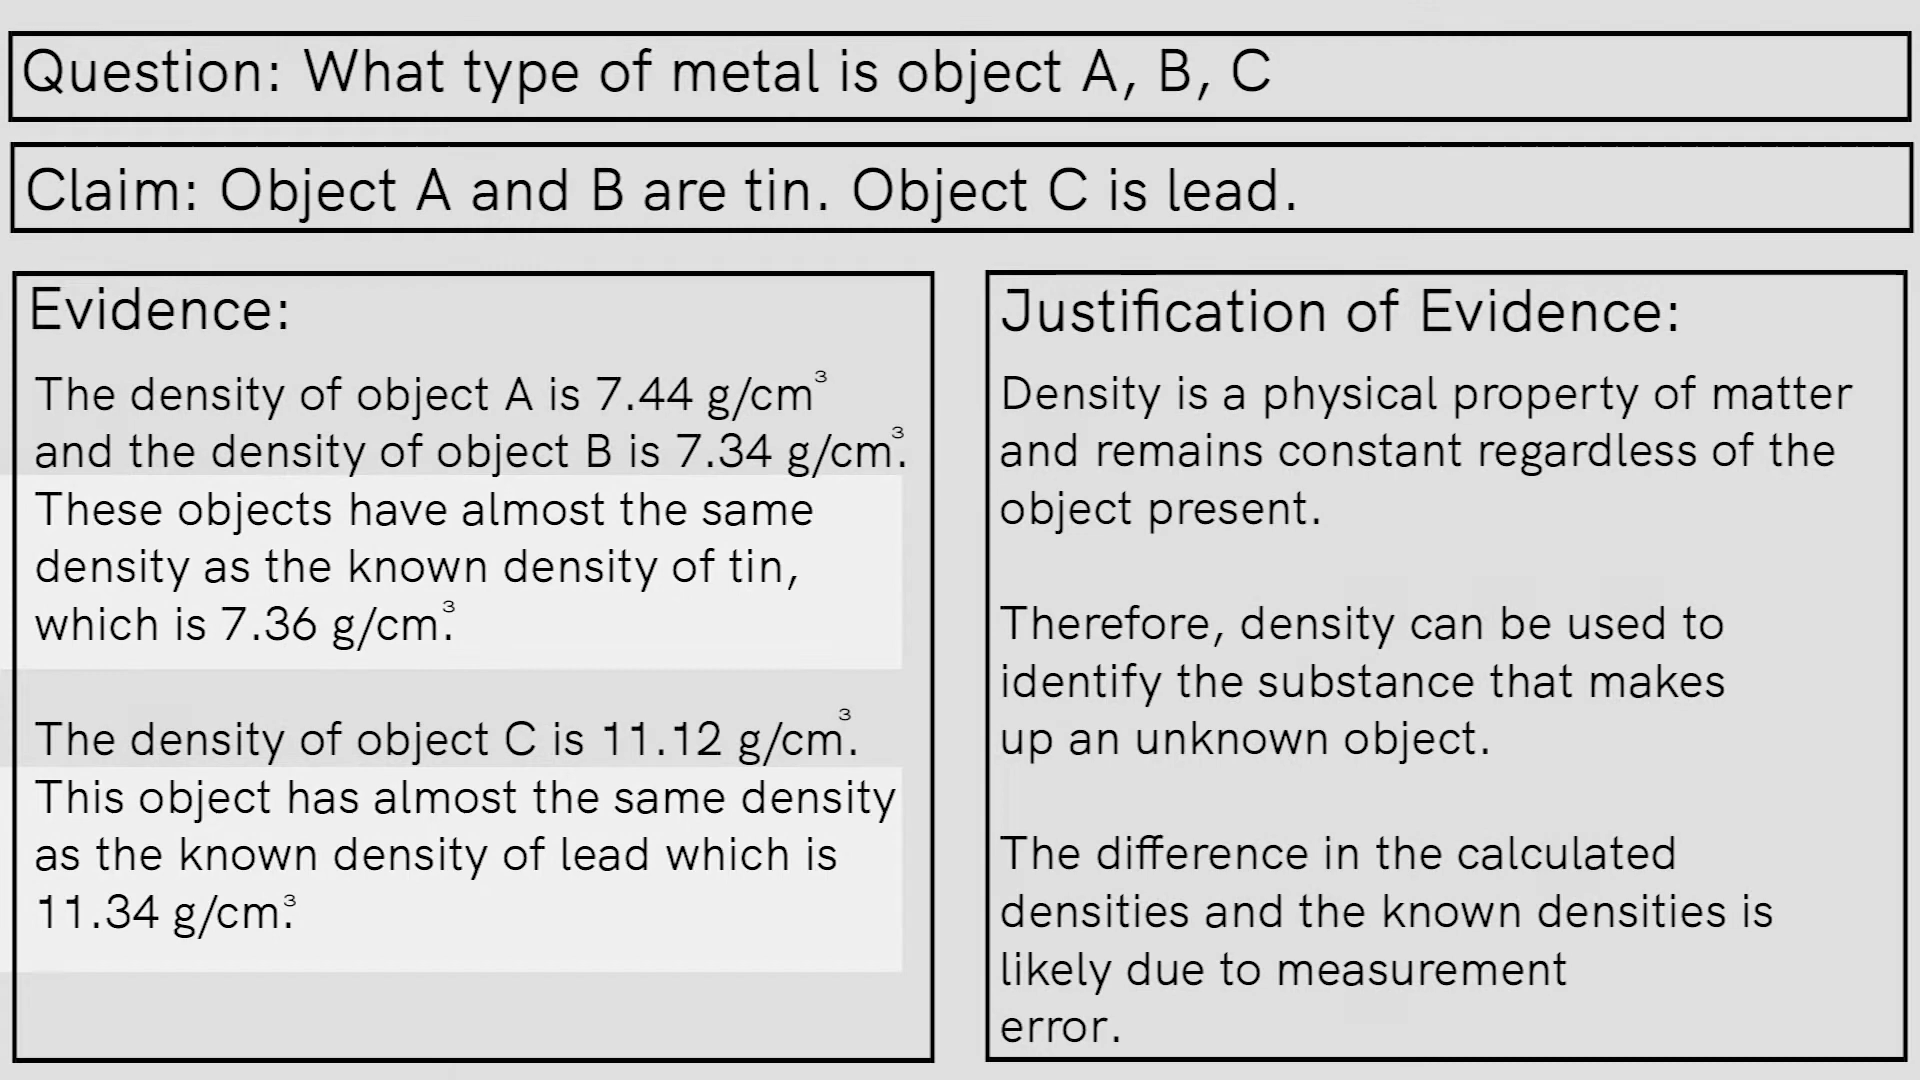 Question: What type of metal is object A, B, C
Claim: Object A and B are tin. Object C is lead.
Evidence:
The density of object A is 7.44 g/cm³
and the density of object B is 7.34 g/cm³.
These objects have almost the same
density as the known density of tin,
which is 7.36 g/cm³.
The density of object C is 11.12 g/cm³.
This object has almost the same density
as the known density of lead which is
11.34 g/cm³.
Justification of Evidence:
Density is a physical property of matter
and remains constant regardless of the
object present.
Therefore, density can be used to
identify the substance that makes
up an unknown object.
The difference in the calculated
densities and the known densities is
likely due to measurement
error.